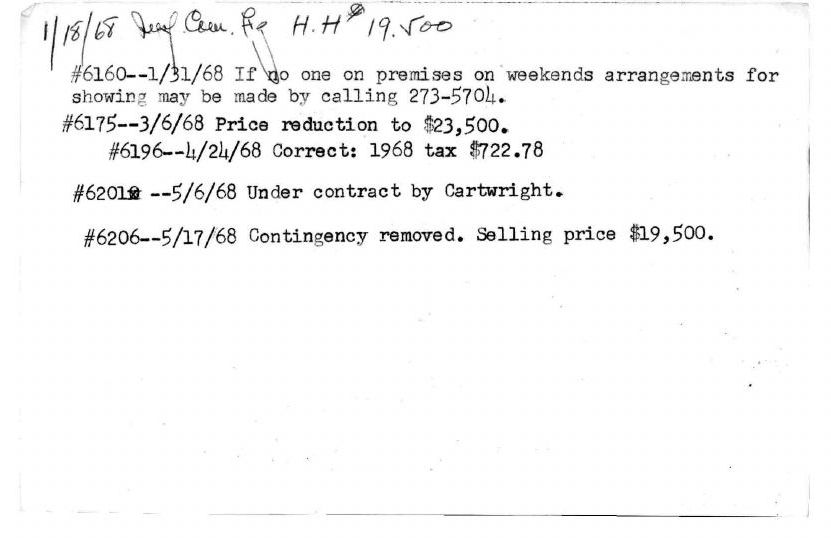 1/18/68 Com. Fig H.H 19.500
#6160--1/31/68 If no one on premises on weekends arrangements for
showing may be made by calling 273-5704.
#6175--3/6/68 Price reduction to $23,500.
#6196--4/24/68 Correct: 1968 tax $722.78
#6201 --5/6/68 Under contract by Cartwright.
#6206--5/17/68 Contingency removed. Selling price $19,500.